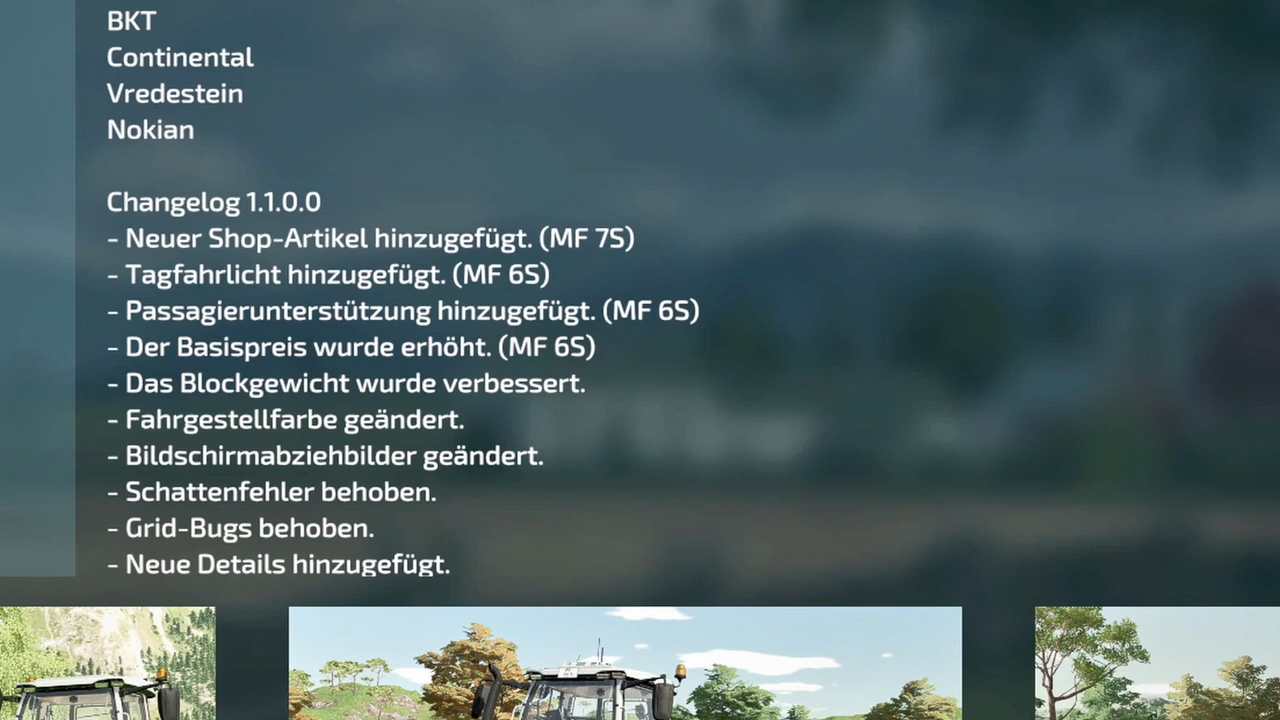 BKT
Continental
Vredestein
Nokian
Changelog 1.1.0.0
- Neuer Shop-Artikel hinzugefügt. (MF 7S)
- Tagfahrlicht hinzugefügt. (MF 6S)
- Passagierunterstützung hinzugefügt. (MF 6S)
- Der Basispreis wurde erhöht. (MF 6S)
- Das Blockgewicht wurde verbessert.
- Fahrgestellfarbe geändert.
- Bildschirmabziehbilder geändert.
- Schattenfehler behoben.
- Grid-Bugs behoben.
- Neue Details hinzugefügt.